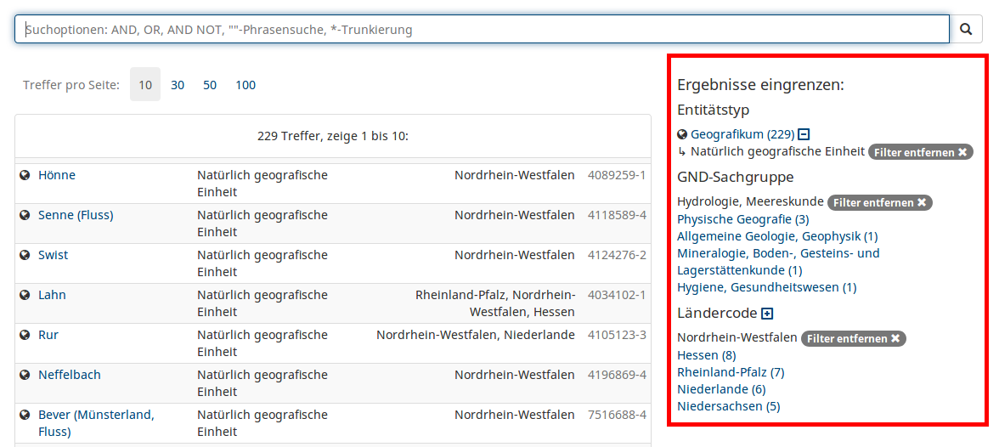 Suchoptionen: AND, OR, AND NOT, ""-Phrasensuche, *-Trunkierung
Treffer pro Seite: 10 30 50 100
229 Treffer, zeige 1 bis 10:
Hönne Natürlich geografische Einheit Nordrhein-Westfalen 4089259-1
Senne (Fluss) Natürlich geografische Einheit Nordrhein-Westfalen 4118589-4
Swist Natürlich geografische Einheit Nordrhein-Westfalen 4124276-2
Lahn Natürlich geografische Einheit Rheinland-Pfalz, Nordrhein-Westfalen, Hessen 4034102-1
Rur Natürlich geografische Einheit Nordrhein-Westfalen, Niederlande 4105123-3
Neffelbach Natürlich geografische Einheit Nordrhein-Westfalen 4196869-4
Bever (Münsterland, Fluss) Natürlich geografische Einheit Nordrhein-Westfalen 7516688-4
Ergebnisse eingrenzen:
Entitätstyp
Geografikum (229)
↳ Natürlich geografische Einheit Filter entfernen ✖
GND-Sachgruppe
Hydrologie, Meereskunde Filter entfernen ✖
Physische Geografie (3)
Allgemeine Geologie, Geophysik (1)
Mineralogie, Boden-, Gesteins- und
Lagerstättenkunde (1)
Hygiene, Gesundheitswesen (1)
Ländercode
Nordrhein-Westfalen Filter entfernen ✖
Hessen (8)
Rheinland-Pfalz (7)
Niederlande (6)
Niedersachsen (5)